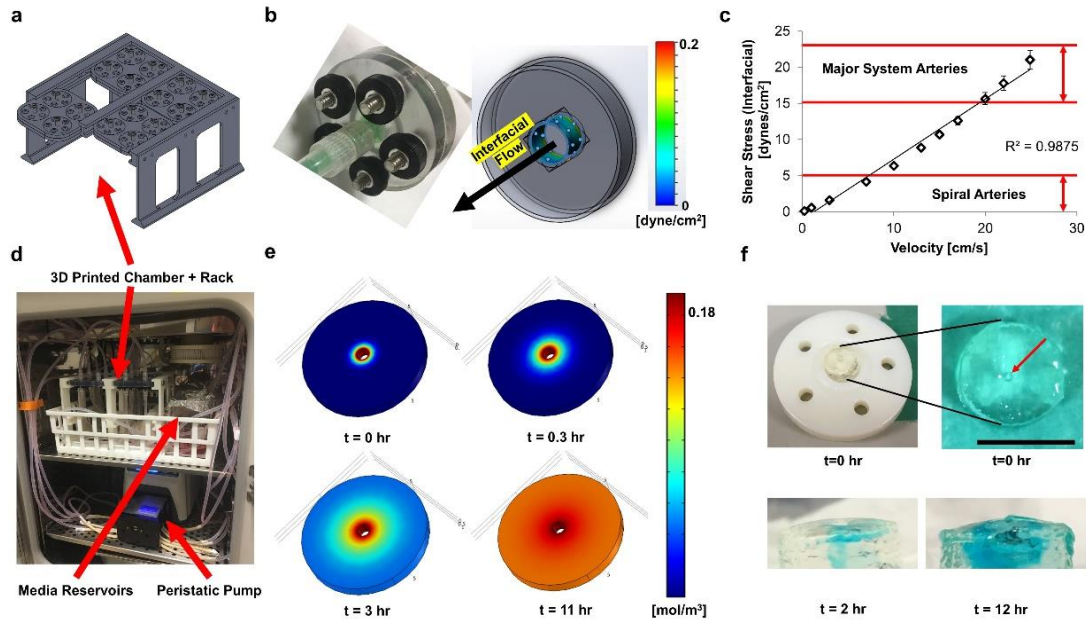 a
b
c
Interfacial
Flow
0.2
0
[dyne/cm²]
Shear Stress (Interfacial)
[dynes/cm²]
25
20
15
10
5
0
Major System Arteries
R² = 0.9875
Spiral Arteries
0
10
20
30
Velocity [cm/s]
d
3D Printed Chamber + Rack
Media Reservoirs
Peristatic Pump
e
t = 0 hr
t = 0.3 hr
t = 3 hr
t = 11 hr
0.18
[mol/m³]
f
t=0 hr
t=0 hr
t = 2 hr
t = 12 hr